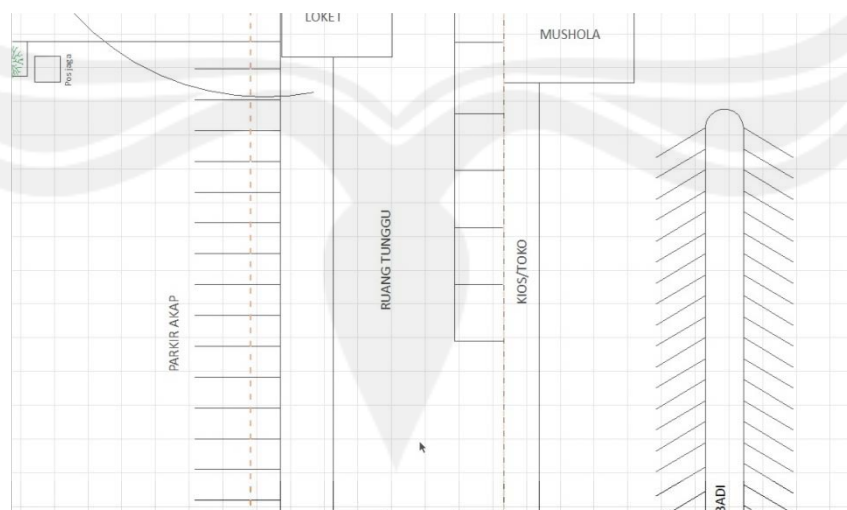 LOKET
MUSHOLA
Pos jaga
RUANG TUNGGU
KIOS/TOKO
PARKIR AKAP
BADI